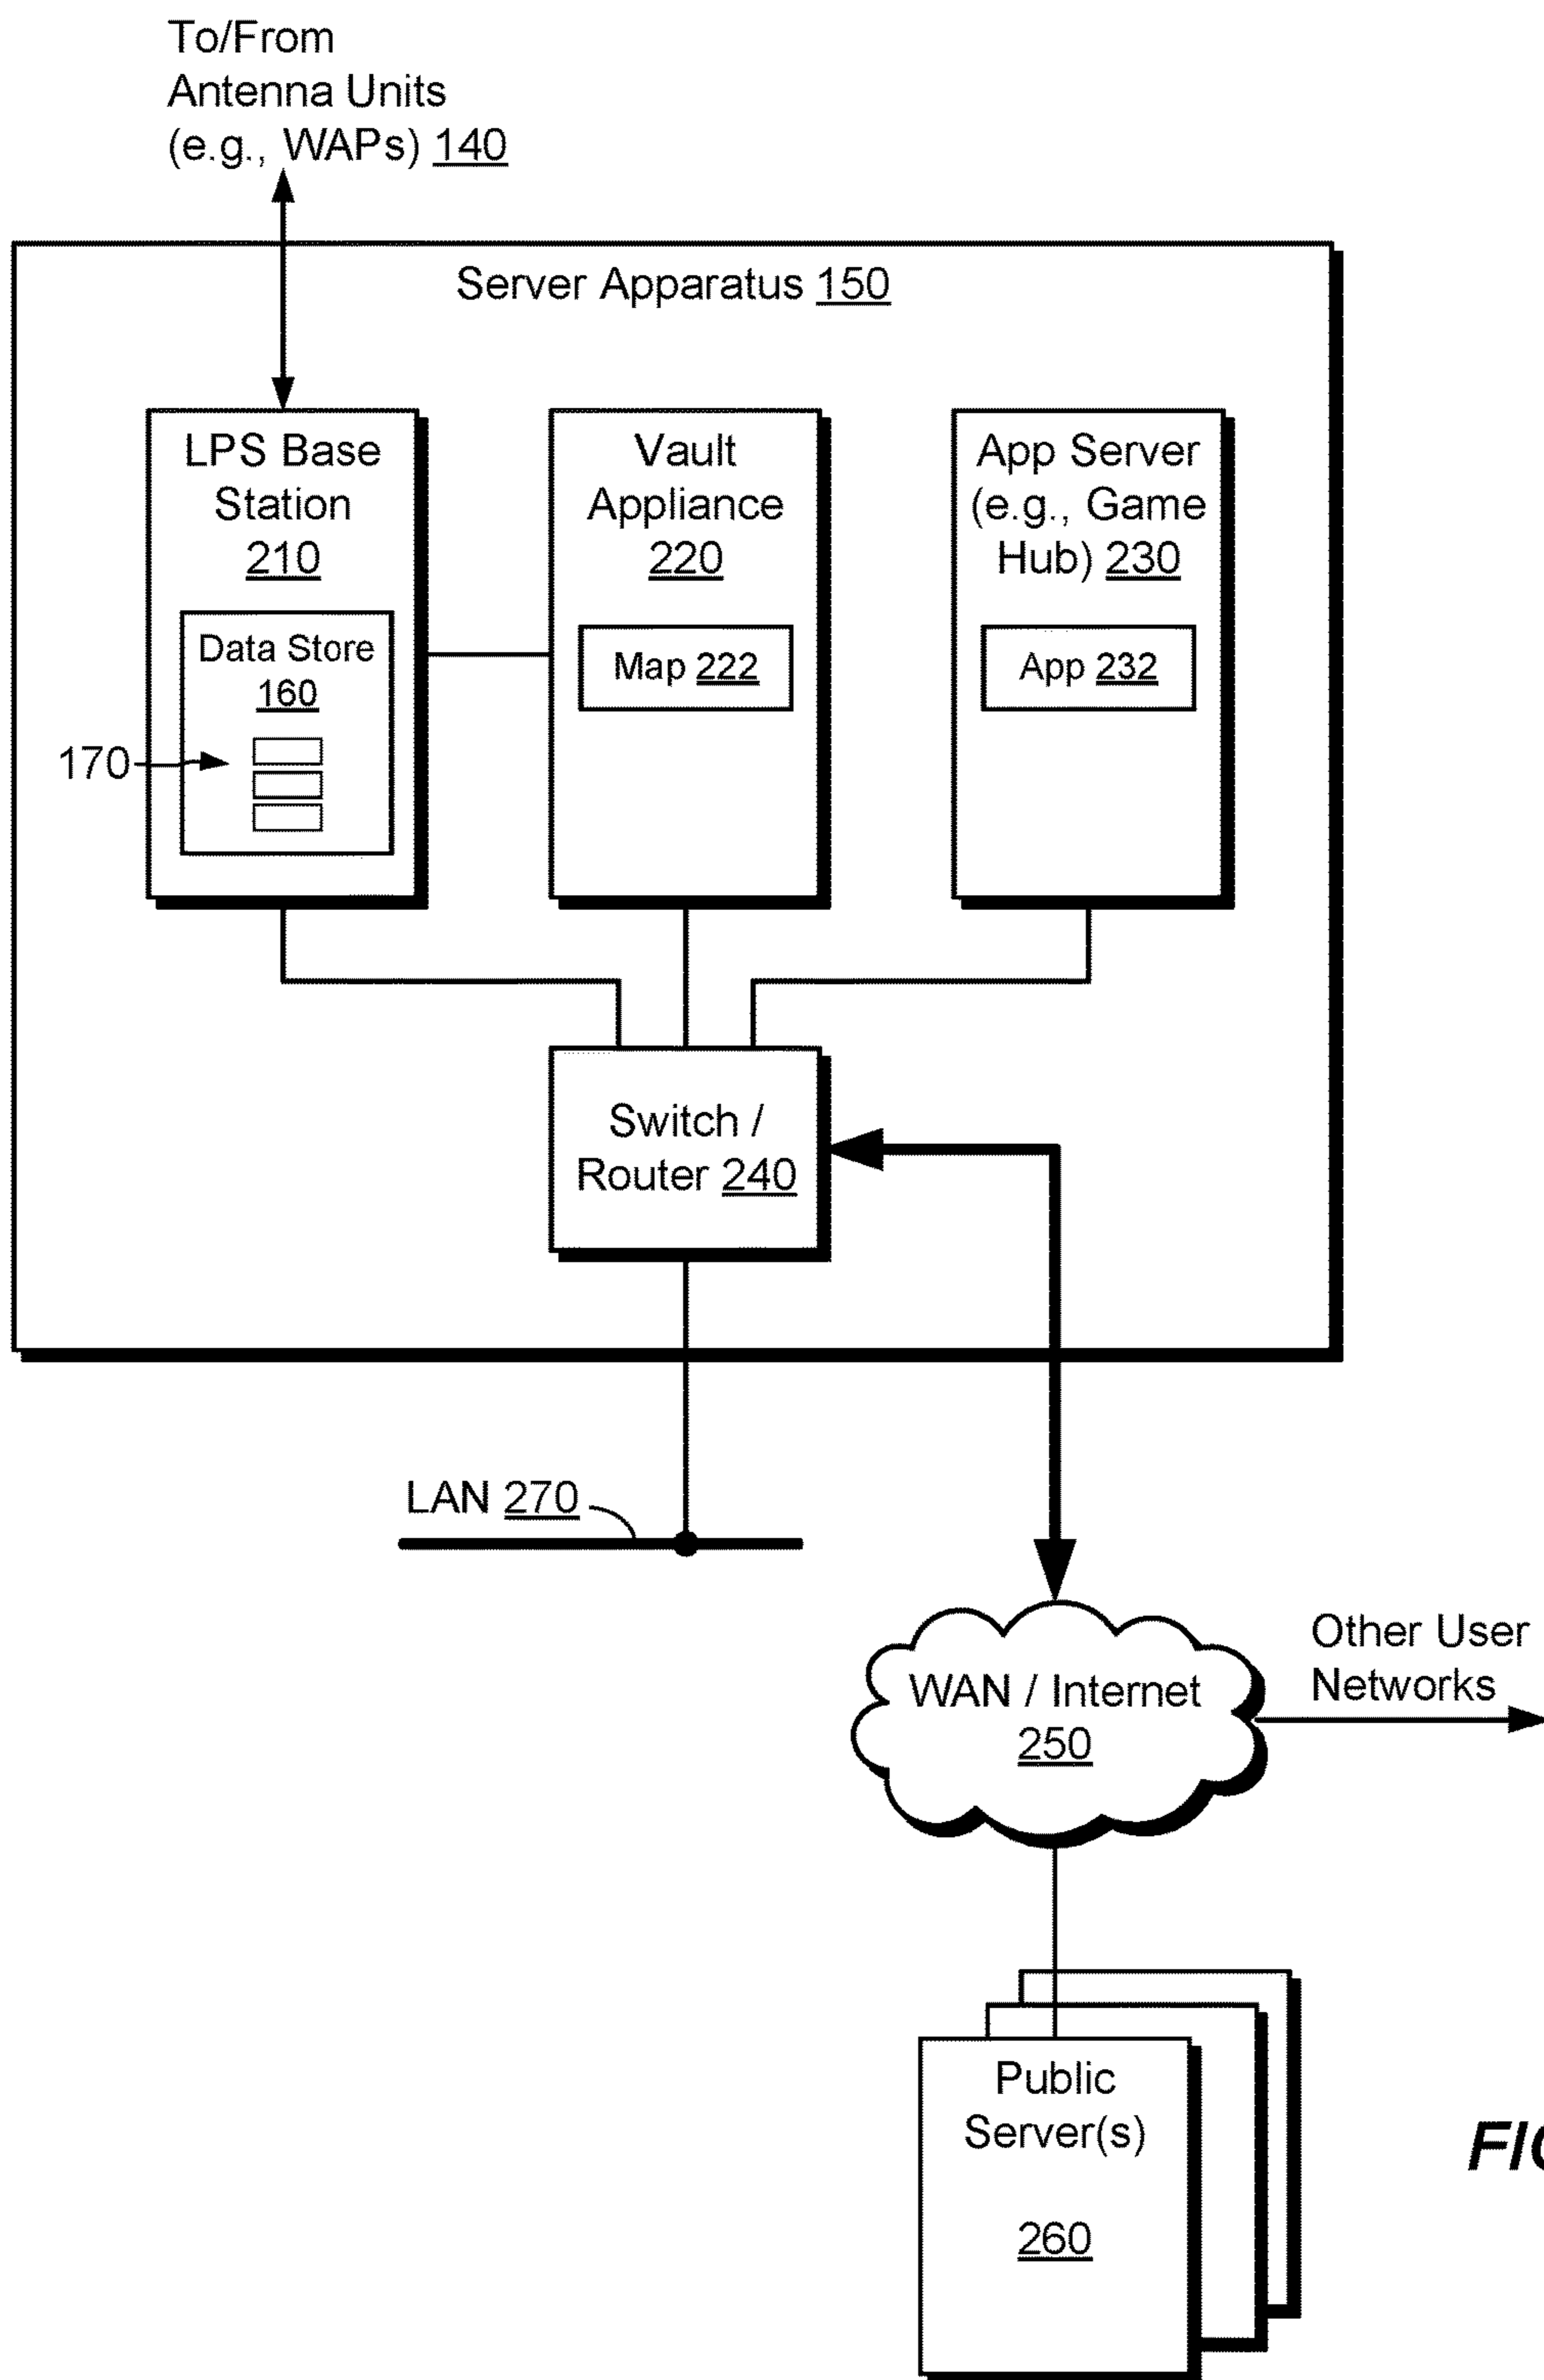 To/From
Antenna Units
(e.g., WAPs) 140
Server Apparatus 150
LPS Base
Station
210
Data Store
160
170
Vault
Appliance
220
Map 222
App Server
(e.g., Game
Hub) 230
App 232
Switch /
Router 240
LAN 270
WAN / Internet
250
Other User
Networks
Public
Server(s)
260